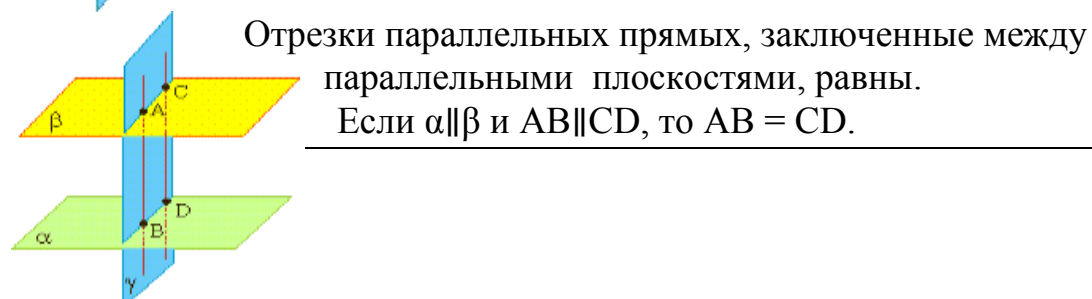 Отрезки параллельных прямых, заключенные между
параллельными плоскостями, равны.
Если α∥β и AB∥CD, то AB = CD.
C
A
β
D
B
α
γ